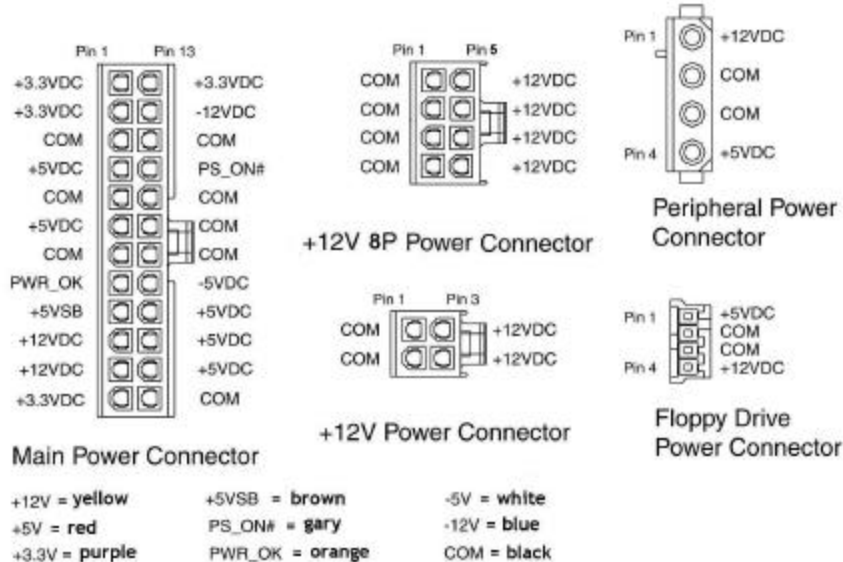 Pin 1 Pin 13
+3.3VDC +3.3VDC
+3.3VDC -12VDC
COM COM
+5VDC PS_ON#
COM COM
+5VDC COM
COM COM
PWR_OK -5VDC
+5VSB +5VDC
+12VDC +5VDC
+12VDC +5VDC
+3.3VDC COM
Main Power Connector
Pin 1 Pin 5
COM +12VDC
COM +12VDC
COM +12VDC
COM +12VDC
+12V 8P Power Connector
Pin 1 Pin 3
COM +12VDC
COM +12VDC
+12V Power Connector
Pin 1 +12VDC
COM
COM
Pin 4 +5VDC
Peripheral Power
Connector
Pin 1 +5VDC
COM
COM
Pin 4 +12VDC
Floppy Drive
Power Connector
+12V = yellow +5VSB = brown -5V = white
+5V = red PS_ON# = gary -12V = blue
+3.3V = purple PWR_OK = orange COM = black